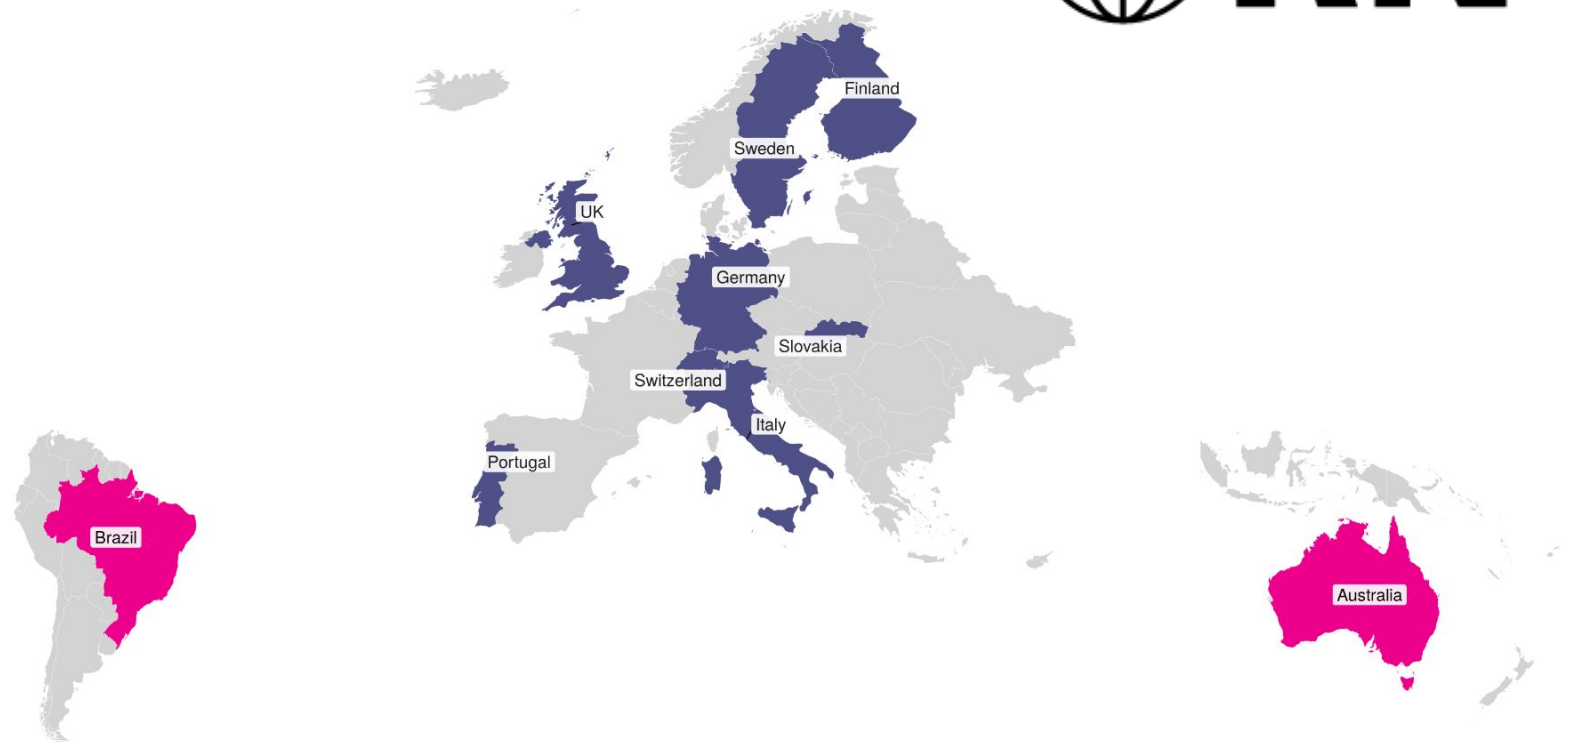 Finland
Sweden
UK
Germany
Slovakia
Switzerland
Italy
Portugal
Brazil
Australia